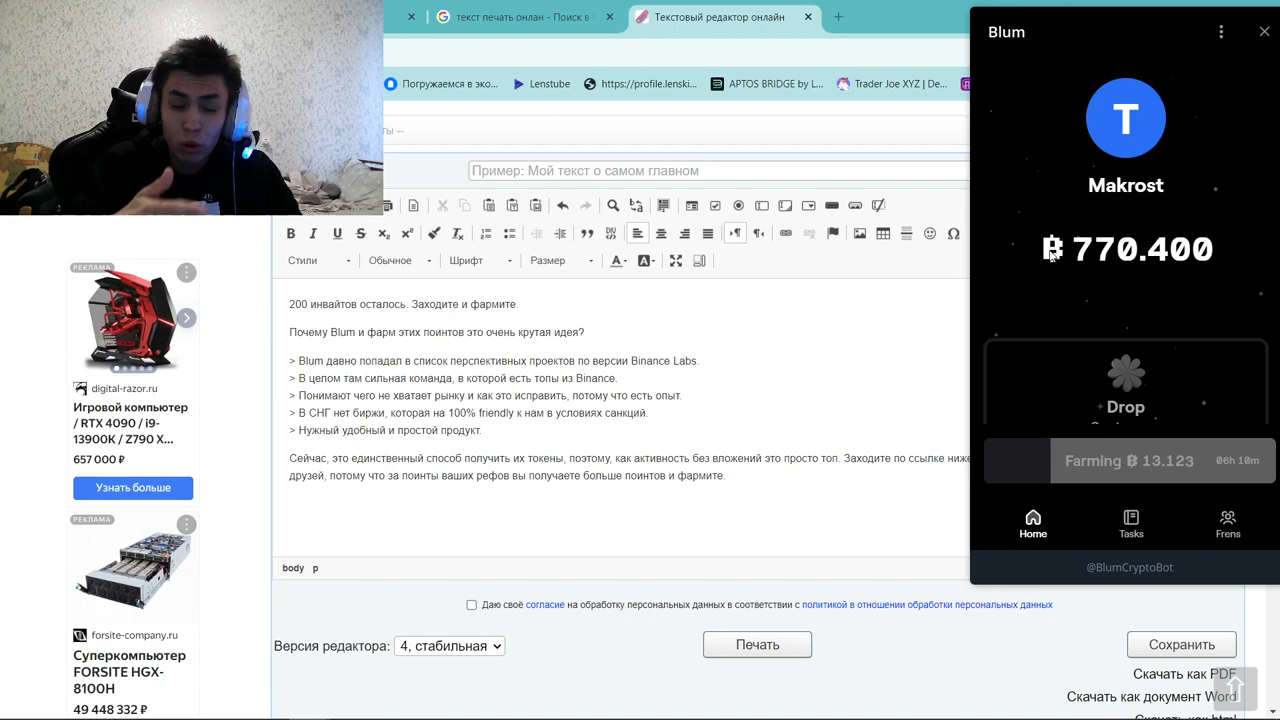 текст печать онлан - Поиск в
Текстовый редактор онлайн
Погружаемся в эко...
Lenstube
https://profile.lenski...
APTOS BRIDGE by L...
Trader Joe XYZ | De...
Пример: Мой текст о самом главном
Стили
Обычное
Шрифт
Размер
200 инвайтов осталось. Заходите и фармите.
Почему Blum и фарм этих поинтов это очень крутая идея?
> Blum давно попадал в список перспективных проектов по версии Binance Labs.
> В целом там сильная команда, в которой есть топы из Binance.
> Понимают чего не хватает рынку и как это исправить, потому что есть опыт.
> В СНГ нет биржи, которая на 100% friendly к нам в условиях санкций.
> Нужный удобный и простой продукт.
Сейчас, это единственный способ получить их токены, поэтому, как активность без вложений это просто топ. Заходите по ссылке ниже
друзей, потому что за поинты ваших рефов вы получаете больше поинтов и фармите.
body p
Даю своё согласие на обработку персональных данных в соответствии с политикой в отношении обработки персональных данных
Версия редактора: 4, стабильная
Печать
Сохранить
Скачать как PDF
Скачать как документ Word
Скачать как html
РЕКЛАМА
digital-razor.ru
Игровой компьютер
/ RTX 4090 / i9-
13900K / Z790 X...
657 000 ₽
Узнать больше
РЕКЛАМА
forsite-company.ru
Суперкомпьютер
FORSITE HGX-
8100H
49 448 332 ₽
Blum
T
Makrost
770.400
Drop
Farming 13.123
06h 10m
Home
Tasks
Frens
@BlumCryptoBot